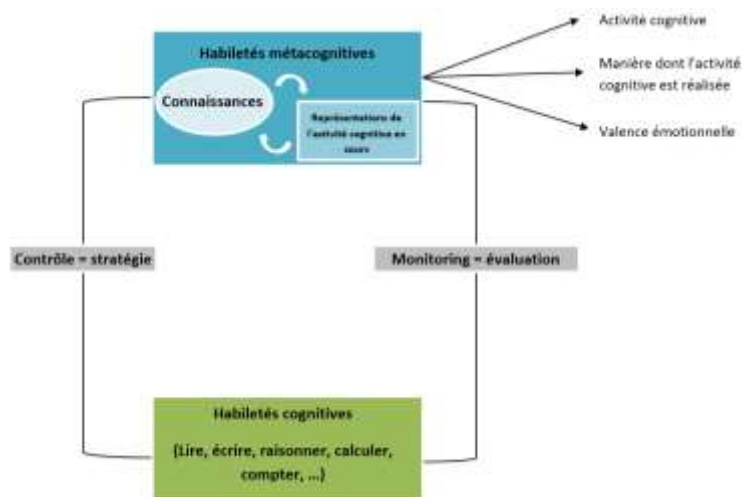 Habiletés métacognitives
Connaissances
Représentations de
l'activité cognitive en
cours
Activité cognitive
Manière dont l'activité
cognitive est réalisée
Valence émotionnelle
Contrôle = stratégie
Monitoring = évaluation
Habiletés cognitives
(Lire, écrire, raisonner, calculer,
compter, ...)